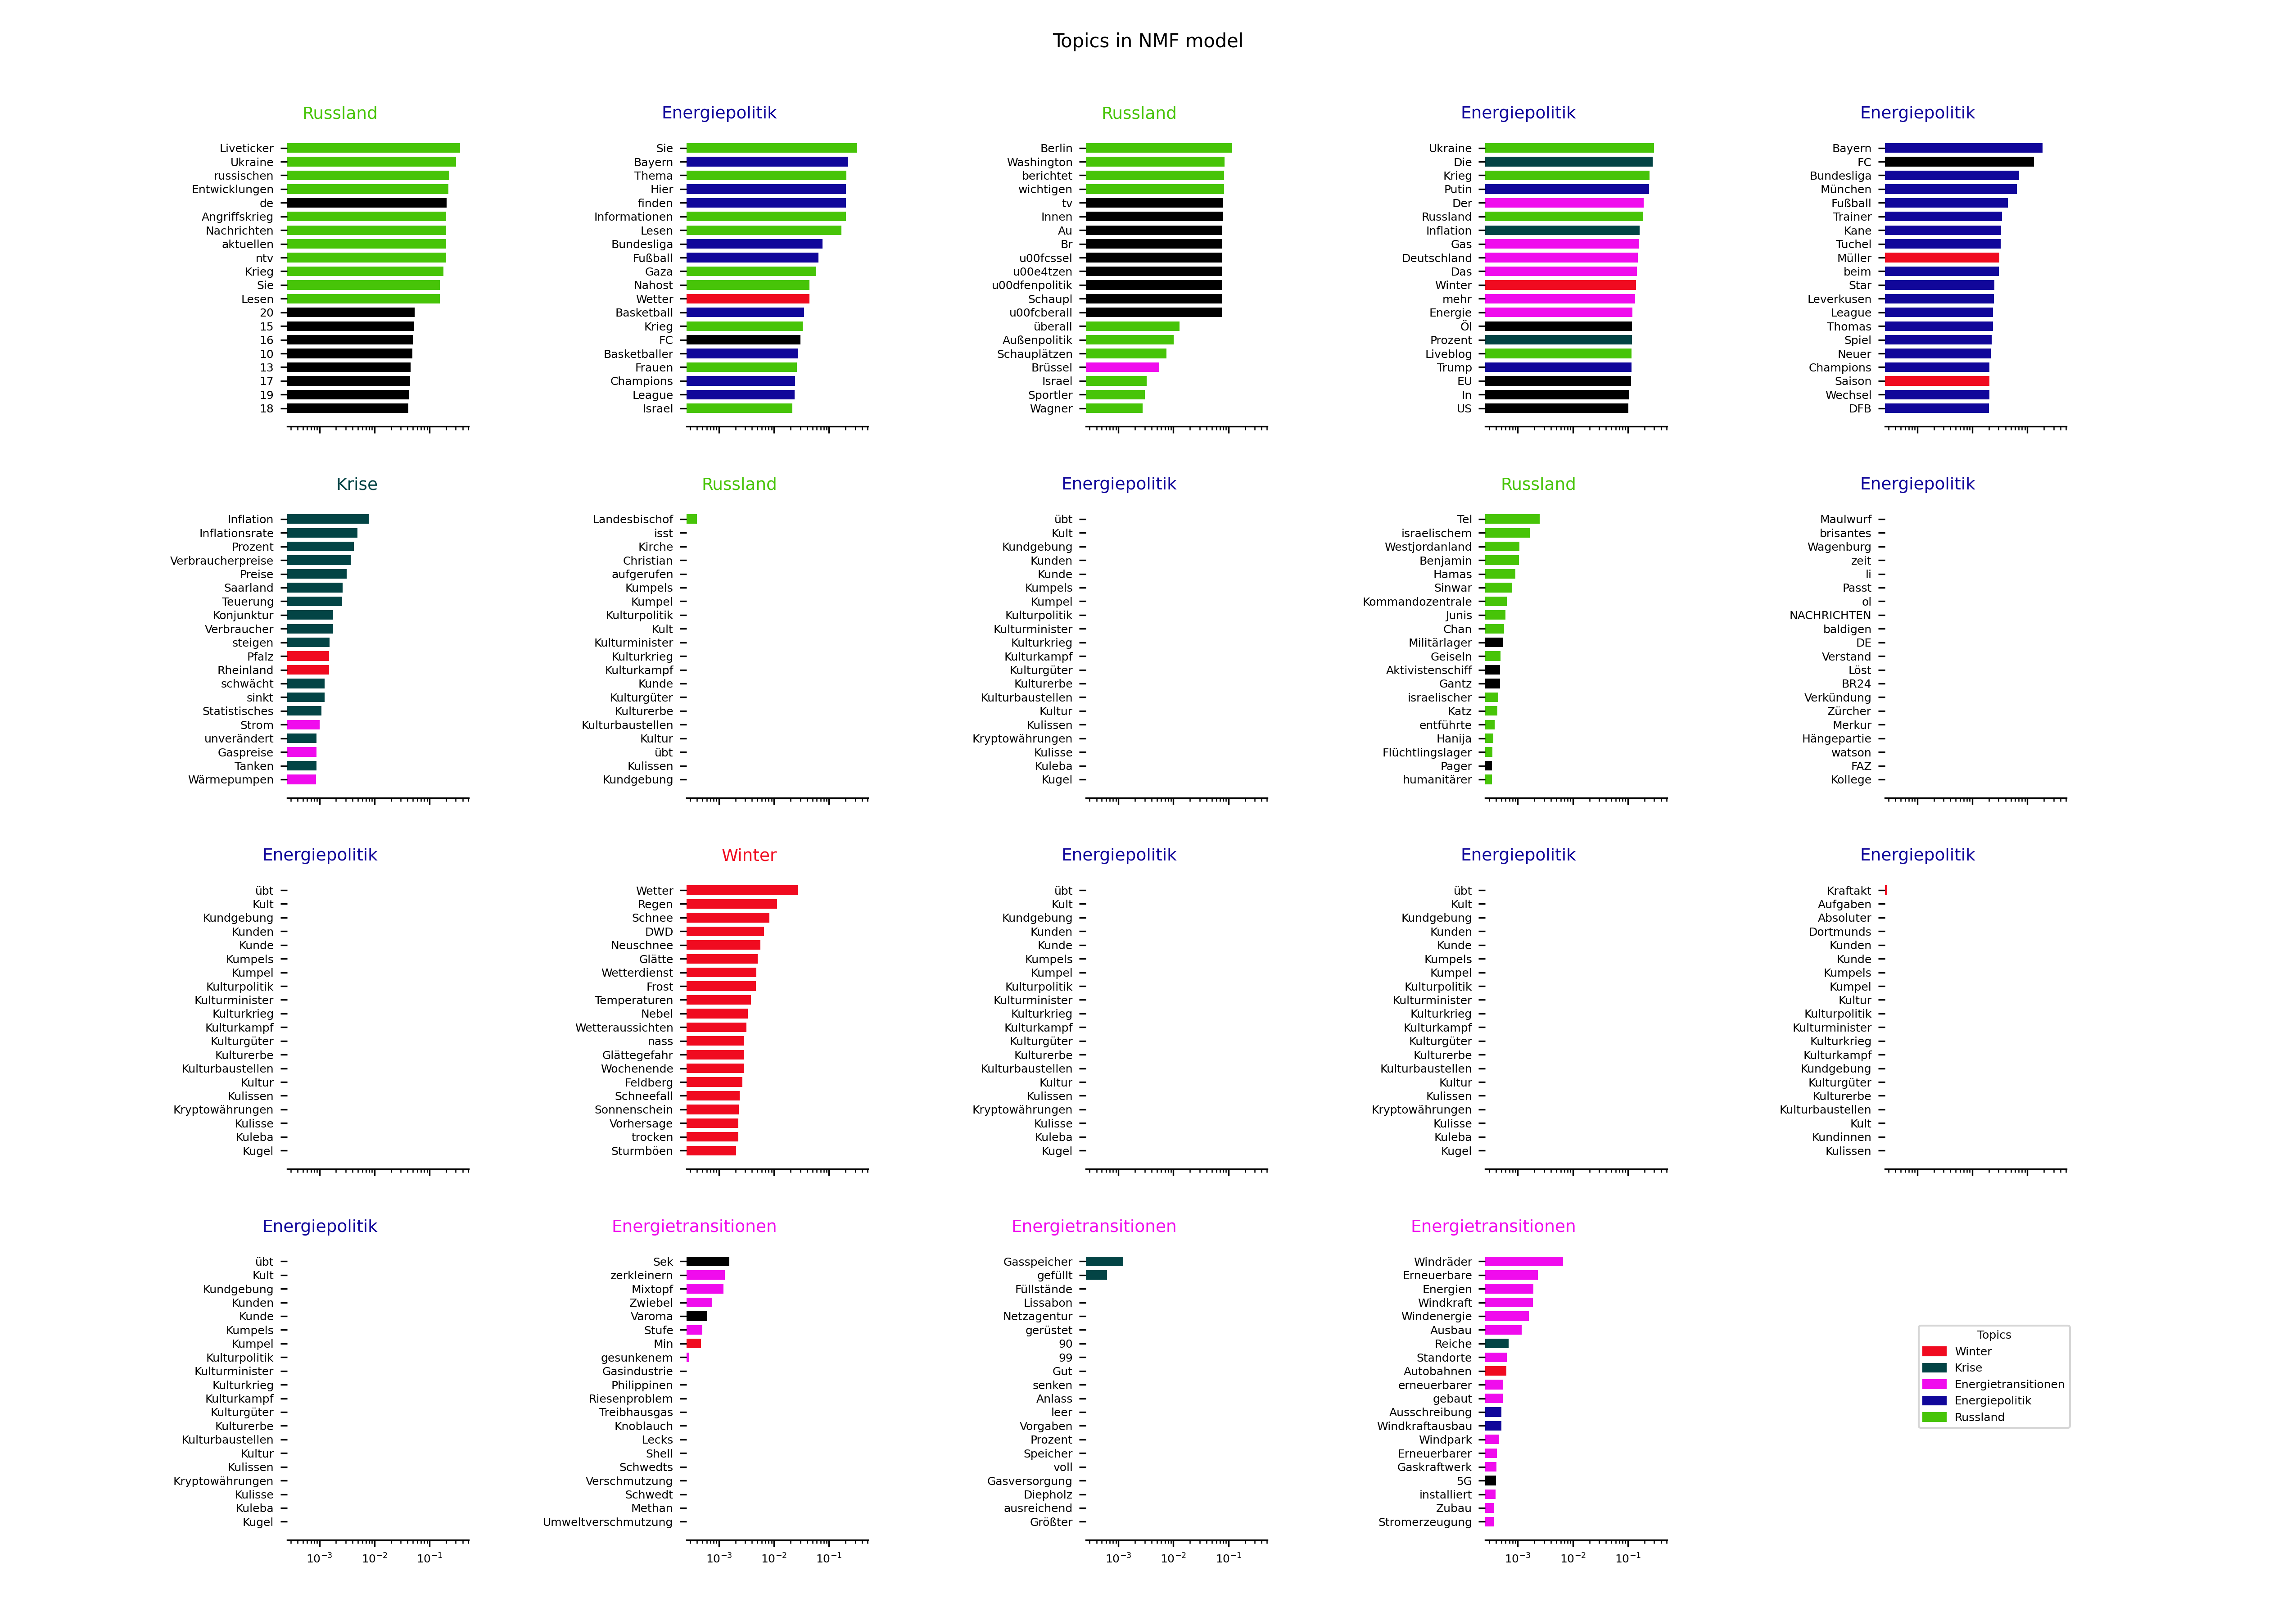 Topics in NMF model
Russland
Liveticker
Ukraine
russischen
Entwicklungen
de
Angriffskrieg
Nachrichten
aktuellen
ntv
Krieg
Sie
Lesen
20
15
16
10
13
17
19
18
Energiepolitik
Sie
Bayern
Thema
Hier
finden
Informationen
Lesen
Bundesliga
Fußball
Gaza
Nahost
Wetter
Basketball
Krieg
FC
Basketballer
Frauen
Champions
League
Israel
Russland
Berlin
Washington
berichtet
wichtigen
tv
Innen
Au
Br
u00fcssel
u00e4tzen
u00dfenpolitik
Schaupl
u00fcberall
überall
Außenpolitik
Schauplätzen
Brüssel
Israel
Sportler
Wagner
Energiepolitik
Ukraine
Die
Krieg
Putin
Der
Russland
Inflation
Gas
Deutschland
Das
Winter
mehr
Energie
Öl
Prozent
Liveblog
Trump
EU
In
US
Energiepolitik
Bayern
FC
Bundesliga
München
Fußball
Trainer
Kane
Tuchel
Müller
beim
Star
Leverkusen
League
Thomas
Spiel
Neuer
Champions
Saison
Wechsel
DFB
Krise
Inflation
Inflationsrate
Prozent
Verbraucherpreise
Preise
Saarland
Teuerung
Konjunktur
Verbraucher
steigen
Pfalz
Rheinland
schwächt
sinkt
Statistisches
Strom
unverändert
Gaspreise
Tanken
Wärmepumpen
Russland
Landesbischof
isst
Kirche
Christian
aufgerufen
Kumpels
Kumpel
Kulturpolitik
Kult
Kulturminister
Kulturkrieg
Kulturkampf
Kunde
Kulturgüter
Kulturerbe
Kulturbaustellen
Kultur
übt
Kulissen
Kundgebung
Energiepolitik
übt
Kult
Kundgebung
Kunden
Kunde
Kumpels
Kumpel
Kulturpolitik
Kulturminister
Kulturkrieg
Kulturkampf
Kulturgüter
Kulturerbe
Kulturbaustellen
Kultur
Kulissen
Kryptowährungen
Kulisse
Kuleba
Kugel
Russland
Tel
israelischem
Westjordanland
Benjamin
Hamas
Sinwar
Kommandozentrale
Junis
Chan
Militärlager
Geiseln
Aktivistenschiff
Gantz
israelischer
Katz
entführte
Hanija
Flüchtlingslager
Pager
humanitärer
Energiepolitik
Maulwurf
brisantes
Wagenburg
zeit
li
Passt
ol
NACHRICHTEN
baldigen
DE
Verstand
Löst
BR24
Verkündung
Zürcher
Merkur
Hängepartie
watson
FAZ
Kollege
Energiepolitik
übt
Kult
Kundgebung
Kunden
Kunde
Kumpels
Kumpel
Kulturpolitik
Kulturminister
Kulturkrieg
Kulturkampf
Kulturgüter
Kulturerbe
Kulturbaustellen
Kultur
Kulissen
Kryptowährungen
Kulisse
Kuleba
Kugel
Winter
Wetter
Regen
Schnee
DWD
Neuschnee
Glätte
Wetterdienst
Frost
Temperaturen
Nebel
Wetteraussichten
nass
Glättegefahr
Wochenende
Feldberg
Schneefall
Sonnenschein
Vorhersage
trocken
Sturmböen
Energiepolitik
übt
Kult
Kundgebung
Kunden
Kunde
Kumpels
Kumpel
Kulturpolitik
Kulturminister
Kulturkrieg
Kulturkampf
Kulturgüter
Kulturerbe
Kulturbaustellen
Kultur
Kulissen
Kryptowährungen
Kulisse
Kuleba
Kugel
Energiepolitik
übt
Kult
Kundgebung
Kunden
Kunde
Kumpels
Kumpel
Kulturpolitik
Kulturminister
Kulturkrieg
Kulturkampf
Kulturgüter
Kulturerbe
Kulturbaustellen
Kultur
Kulissen
Kryptowährungen
Kulisse
Kuleba
Kugel
Energiepolitik
Kraftakt
Aufgaben
Absoluter
Dortmunds
Kunden
Kunde
Kumpels
Kumpel
Kultur
Kulturpolitik
Kulturminister
Kulturkrieg
Kulturkampf
Kundgebung
Kulturgüter
Kulturerbe
Kulturbaustellen
Kult
Kundinnen
Kulissen
Energiepolitik
übt
Kult
Kundgebung
Kunden
Kunde
Kumpels
Kumpel
Kulturpolitik
Kulturminister
Kulturkrieg
Kulturkampf
Kulturgüter
Kulturerbe
Kulturbaustellen
Kultur
Kulissen
Kryptowährungen
Kulisse
Kuleba
Kugel
10⁻³ 10⁻² 10⁻¹
Energietransitionen
Sek
zerkleinern
Mixtopf
Zwiebel
Varoma
Stufe
Min
gesunkenem
Gasindustrie
Philippinen
Riesenproblem
Treibhausgas
Knoblauch
Lecks
Shell
Schwedts
Verschmutzung
Schwedt
Methan
Umweltverschmutzung
10⁻³ 10⁻² 10⁻¹
Energietransitionen
Gasspeicher
gefüllt
Füllstände
Lissabon
Netzagentur
gerüstet
90
99
Gut
senken
Anlass
leer
Vorgaben
Prozent
Speicher
voll
Gasversorgung
Diepholz
ausreichend
Größter
10⁻³ 10⁻² 10⁻¹
Energietransitionen
Windräder
Erneuerbare
Energien
Windkraft
Windenergie
Ausbau
Reiche
Standorte
Autobahnen
erneuerbarer
gebaut
Ausschreibung
Windkraftausbau
Windpark
Erneuerbarer
Gaskraftwerk
5G
installiert
Zubau
Stromerzeugung
10⁻³ 10⁻² 10⁻¹
Topics
Winter
Krise
Energietransitionen
Energiepolitik
Russland